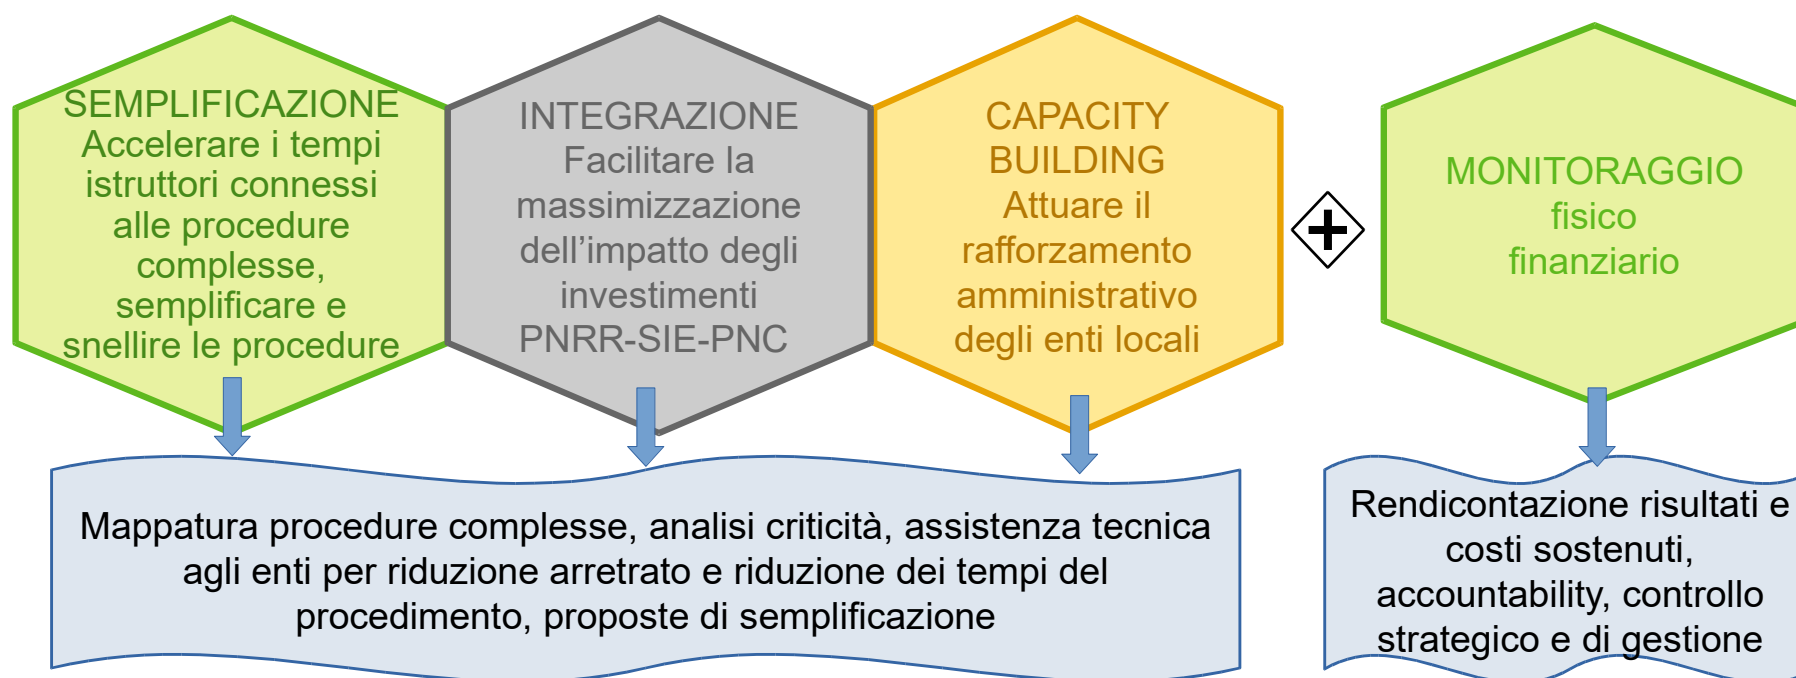 SEMPLIFICAZIONE
Accelerare i tempi
istruttori connessi
alle procedure
complesse,
semplificare e
snellire le procedure
INTEGRAZIONE
Facilitare la
massimizzazione
dell’impatto degli
investimenti
PNRR-SIE-PNC
CAPACITY
BUILDING
Attuare il
rafforzamento
amministrativo
degli enti locali
MONITORAGGIO
fisico
finanziario
Mappatura procedure complesse, analisi criticità, assistenza tecnica
agli enti per riduzione arretrato e riduzione dei tempi del
procedimento, proposte di semplificazione
Rendicontazione risultati e
costi sostenuti,
accountability, controllo
strategico e di gestione